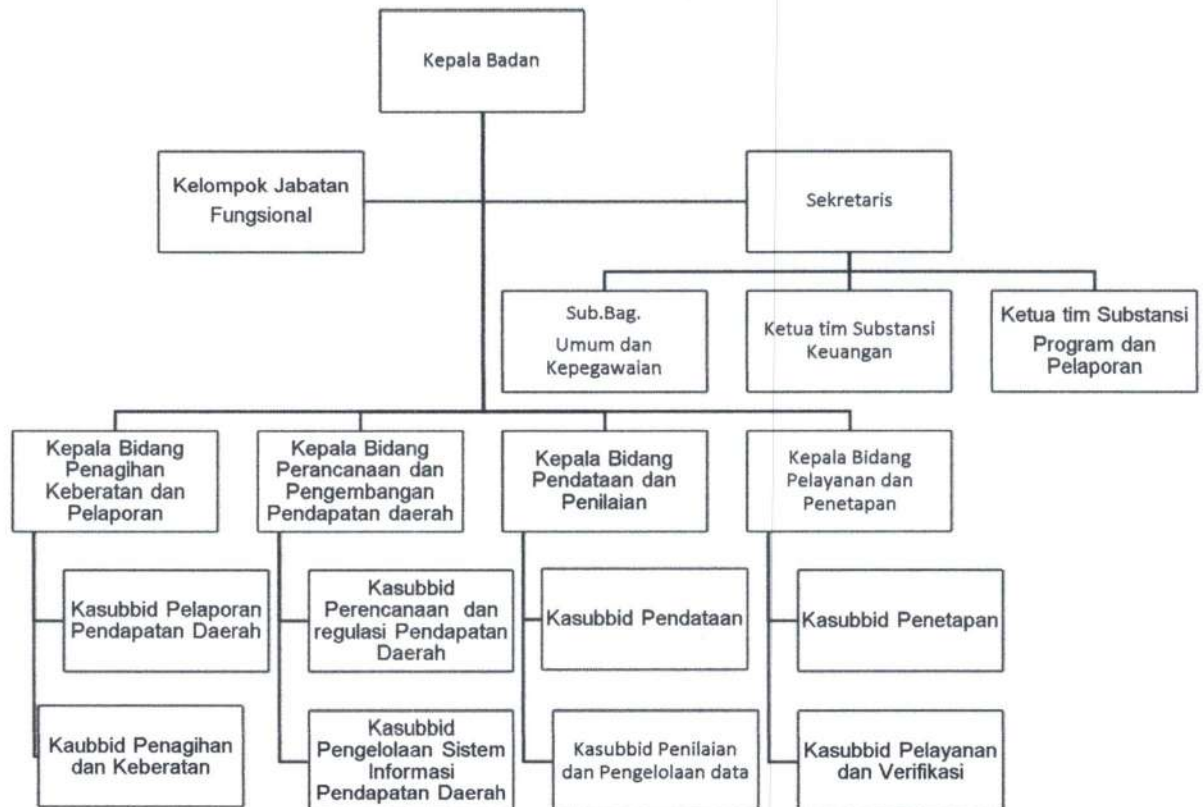 Kepala Badan
Kelompok Jabatan
Fungsional
Sekretaris
Sub.Bag.
Umum dan
Kepegawaian
Ketua tim Substansi
Keuangan
Ketua tim Substansi
Program dan
Pelaporan
Kepala Bidang
Penagihan
Keberatan dan
Pelaporan
Kepala Bidang
Perancanaan dan
Pengembangan
Pendapatan daerah
Kepala Bidang
Pendataan dan
Penilaian
Kepala Bidang
Pelayanan dan
Penetapan
Kasubbid Pelaporan
Pendapatan Daerah
Kasubbid
Perencanaan dan
regulasi Pendapatan
Daerah
Kasubbid Pendataan
Kasubbid Penetapan
Kaubbid Penagihan
dan Keberatan
Kasubbid
Pengelolaan Sistem
Informasi
Pendapatan Daerah
Kasubbid Penilaian
dan Pengelolaan data
Kasubbid Pelayanan
dan Verifikasi